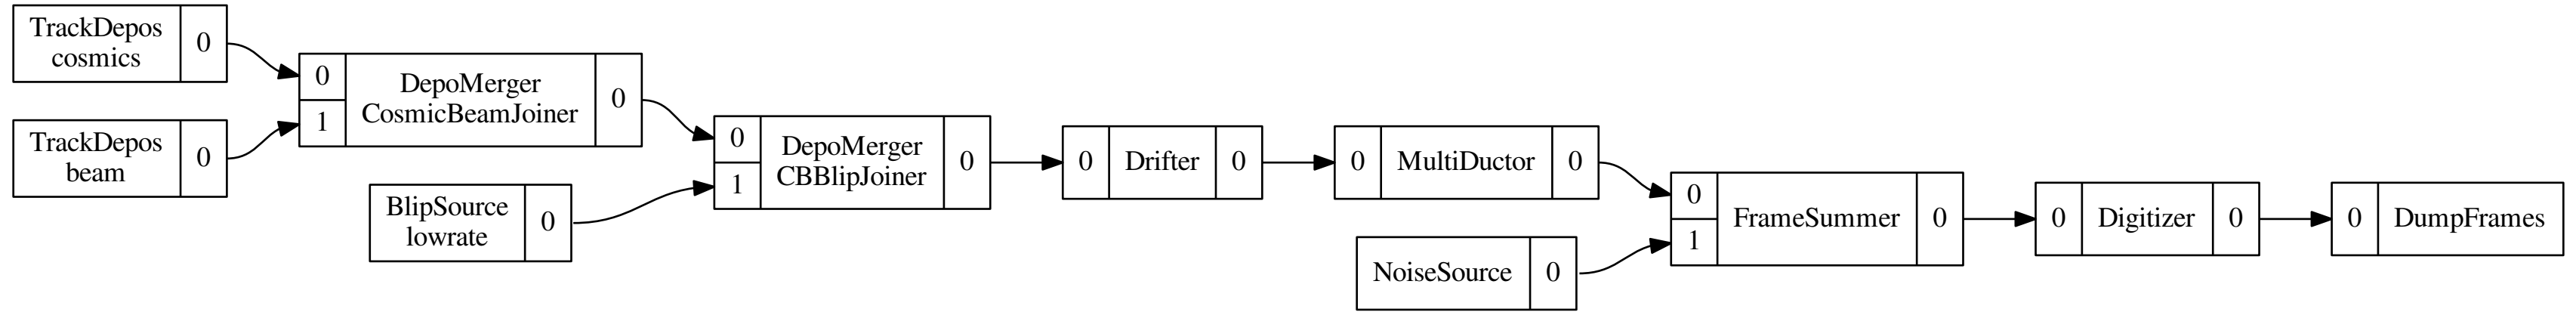 TrackDepos
cosmics
0
TrackDepos
beam
0
0
1
DepoMerger
CosmicBeamJoiner
0
BlipSource
lowrate
0
0
1
DepoMerger
CBBlipJoiner
0
0
Drifter
0
0
MultiDuctor
0
NoiseSource
0
0
1
FrameSummer
0
0
Digitizer
0
0
DumpFrames